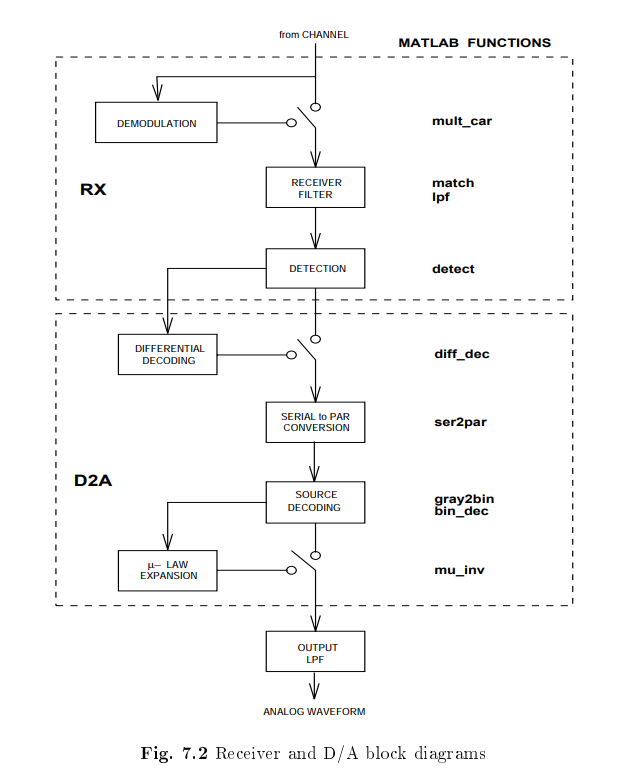 from CHANNEL
MATLAB FUNCTIONS
DEMODULATION
mult_car
RX
RECEIVER
FILTER
match
lpf
DETECTION
detect
DIFFERENTIAL
DECODING
diff_dec
SERIAL to PAR
CONVERSION
ser2par
D2A
SOURCE
DECODING
gray2bin
bin_dec
μ− LAW
EXPANSION
mu_inv
OUTPUT
LPF
ANALOG WAVEFORM
Fig. 7.2 Receiver and D/A block diagrams